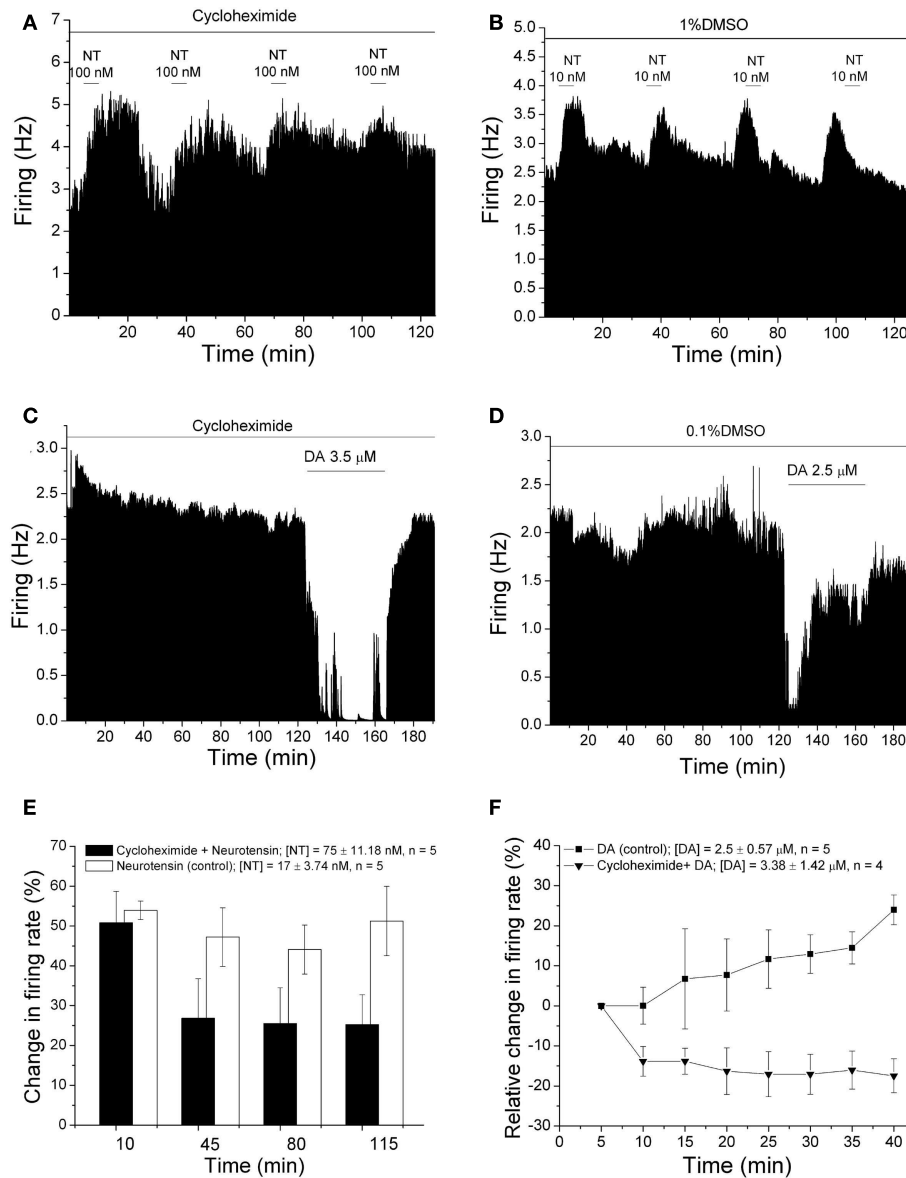 A
Cycloheximide
NT
100 nM
NT
100 nM
NT
100 nM
NT
100 nM
Firing (Hz)
7
6
5
4
3
2
1
0
20
40
60
80
100
120
Time (min)
B
1%DMSO
NT
10 nM
NT
10 nM
NT
10 nM
NT
10 nM
Firing (Hz)
5.0
4.5
4.0
3.5
3.0
2.5
2.0
1.5
1.0
0.5
0.0
20
40
60
80
100
120
Time (min)
C
Cycloheximide
DA 3.5 μM
Firing (Hz)
3.0
2.5
2.0
1.5
1.0
0.5
0.0
20
40
60
80
100
120
140
160
180
Time (min)
D
0.1%DMSO
DA 2.5 μM
Firing (Hz)
3.0
2.5
2.0
1.5
1.0
0.5
0.0
20
40
60
80
100
120
140
160
180
Time (min)
E
Cycloheximide + Neurotensin; [NT] = 75 ± 11.18 nM, n = 5
Neurotensin (control); [NT] = 17 ± 3.74 nM, n = 5
Change in firing rate (%)
70
60
50
40
30
20
10
0
10
45
80
115
Time (min)
F
DA (control); [DA] = 2.5 ± 0.57 μM, n = 5
Cycloheximide+ DA; [DA] = 3.38 ± 1.42 μM, n = 4
Relative change in firing rate (%)
40
30
20
10
0
-10
-20
-30
0
5
10
15
20
25
30
35
40
Time (min)